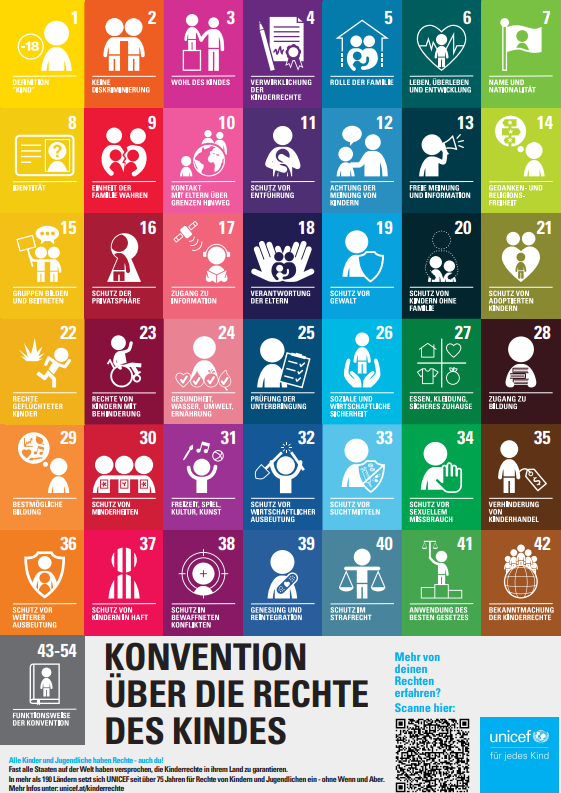 1
-18
DEFINITION
"KIND"
2
KEINE
DISKRIMINIERUNG
3
WOHL DES KINDES
4
VERWIRKLICHUNG
DER
KINDERRECHTE
5
ROLLE DER FAMILIE
6
LEBEN, ÜBERLEBEN
UND ENTWICKLUNG
7
NAME UND
NATIONALITÄT
8
?
IDENTITÄT
9
EINHEIT DER
FAMILIE WAHREN
10
KONTAKT
MIT ELTERN ÜBER
GRENZEN HINWEG
11
SCHUTZ VOR
ENTFÜHRUNG
12
ACHTUNG DER
MEINUNG VON
KINDERN
13
FREIE MEINUNG
UND INFORMATION
14
GEDANKEN- UND
RELIGIONS-
FREIHEIT
15
GRUPPEN BILDEN
UND BEITRETEN
16
SCHUTZ DER
PRIVATSPHÄRE
17
ZUGANG ZU
INFORMATION
18
VERANTWORTUNG
DER ELTERN
19
SCHUTZ VOR
GEWALT
20
SCHUTZ VON
KINDERN OHNE
FAMILIE
21
SCHUTZ VON
ADOPTIERTEN
KINDERN
22
RECHTE
GEFLÜCHTETER
KINDER
23
RECHTE VON
KINDERN MIT
BEHINDERUNG
24
GESUNDHEIT,
WASSER, UMWELT,
ERNÄHRUNG
25
PRÜFUNG DER
UNTERBRINGUNG
26
SOZIALE UND
WIRTSCHAFTLICHE
SICHERHEIT
27
ESSEN, KLEIDUNG,
SICHERES ZUHAUSE
28
ZUGANG ZU
BILDUNG
29
BESTMÖGLICHE
BILDUNG
30
SCHUTZ VON
MINDERHEITEN
31
FREIZEIT, SPIEL,
KULTUR, KUNST
32
SCHUTZ VOR
WIRTSCHAFTLICHER
AUSBEUTUNG
33
SCHUTZ VOR
SUCHTMITTELN
34
SCHUTZ VOR
SEXUELLEM
MISSBRAUCH
35
$
VERHINDERUNG
VON
KINDERHANDEL
36
SCHUTZ VOR
WEITERER
AUSBEUTUNG
37
SCHUTZ VON
KINDERN IN HAFT
38
SCHUTZ IN
BEWAFFNETEN
KONFLIKTEN
39
GENESUNG UND
REINTEGRATION
40
SCHUTZ IM
STRAFRECHT
41
ANWENDUNG DES
BESTEN GESETZES
42
BEKANNTMACHUNG
DER KINDERRECHTE
43-54
FUNKTIONSWEISE
DER KONVENTION
KONVENTION
ÜBER DIE RECHTE
DES KINDES
Mehr von
deinen
Rechten
erfahren?
Scanne hier:
unicef
für jedes Kind
Alle Kinder und Jugendliche haben Rechte - auch du!
Fast alle Staaten auf der Welt haben versprochen, die Kinderrechte in ihrem Land zu garantieren.
In mehr als 190 Ländern setzt sich UNICEF seit über 75 Jahren für Rechte von Kindern und Jugendlichen ein - ohne Wenn und Aber.
Mehr Infos unter: unicef.at/kinderrechte